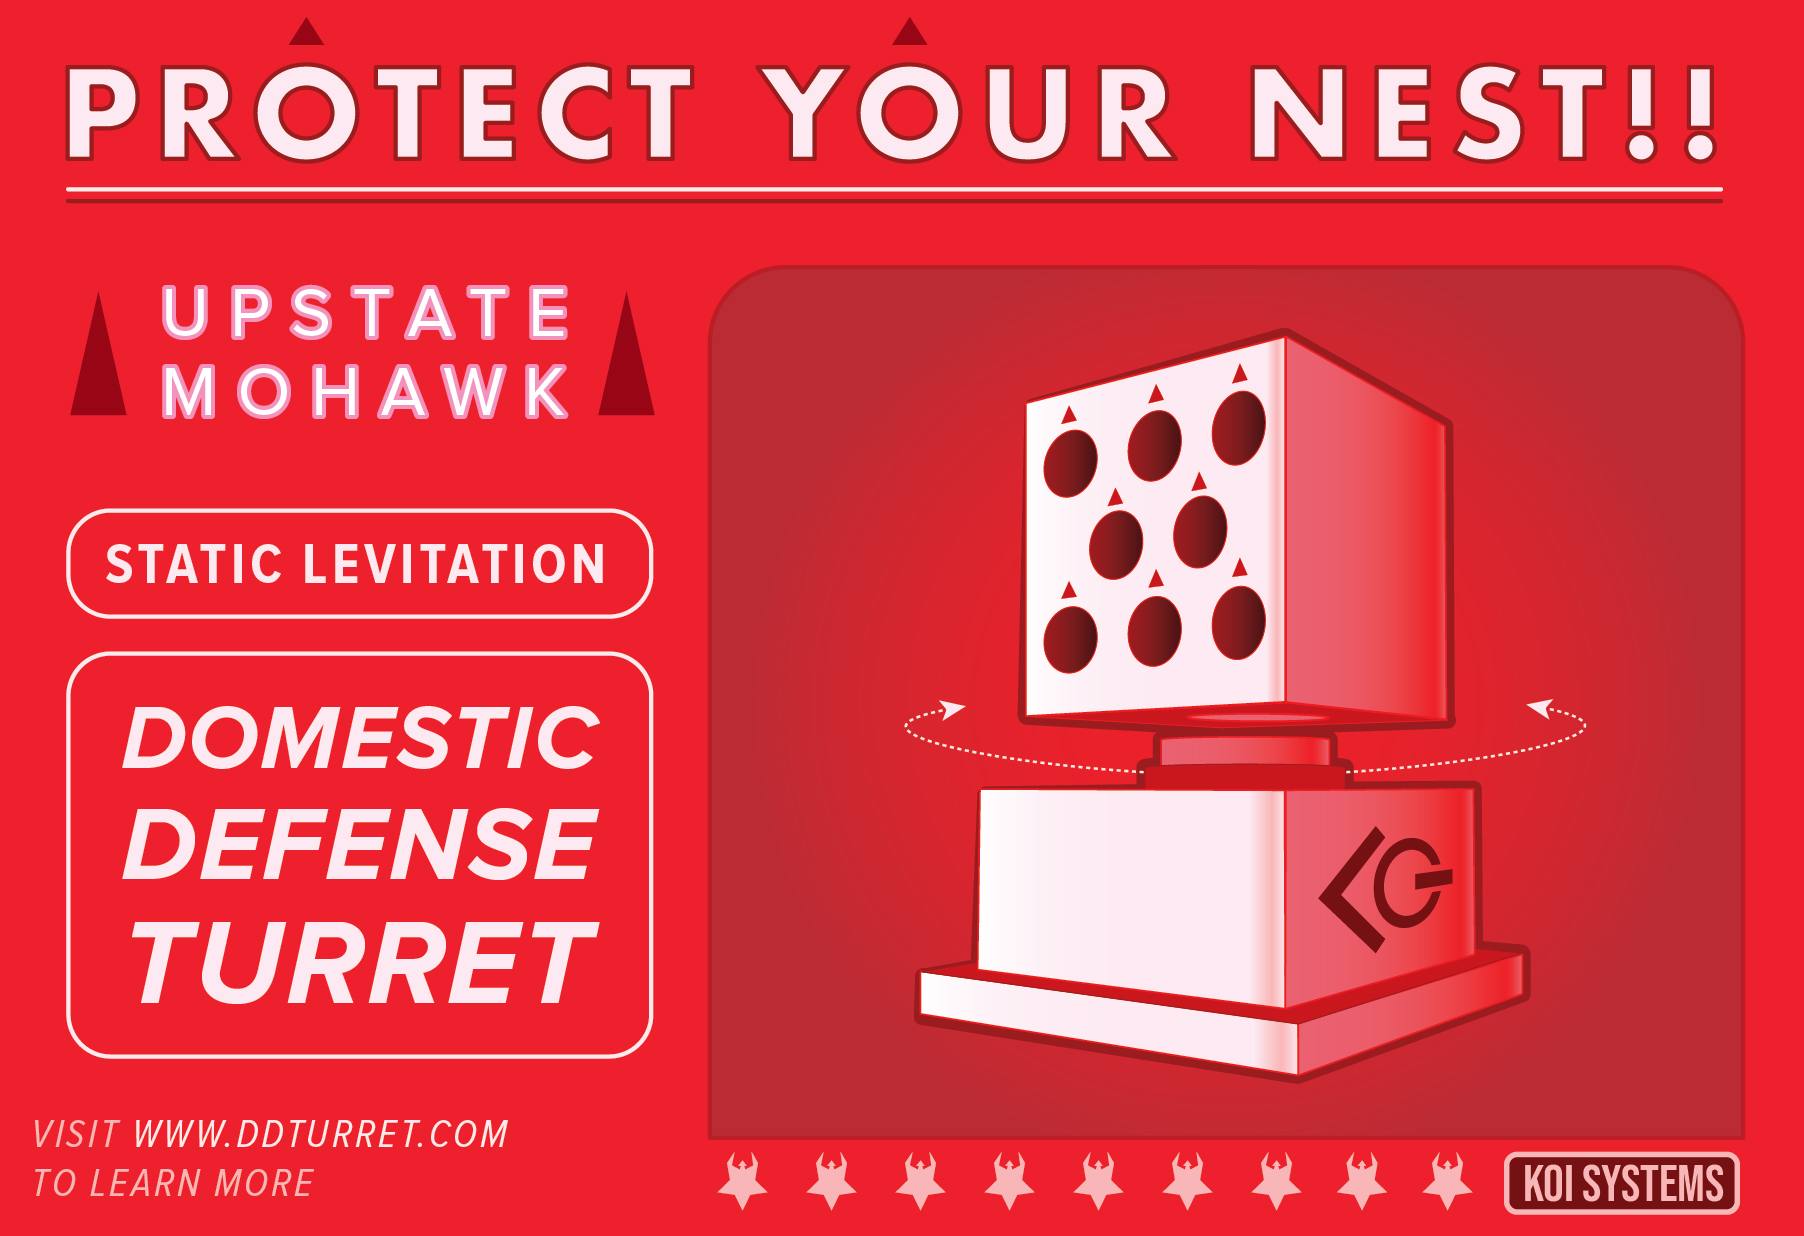 PROTECT YOUR NEST!!
UPSTATE
MOHAWK
STATIC LEVITATION
DOMESTIC
DEFENSE
TURRET
VISIT WWW.DDTURRET.COM
TO LEARN MORE
KOI SYSTEMS